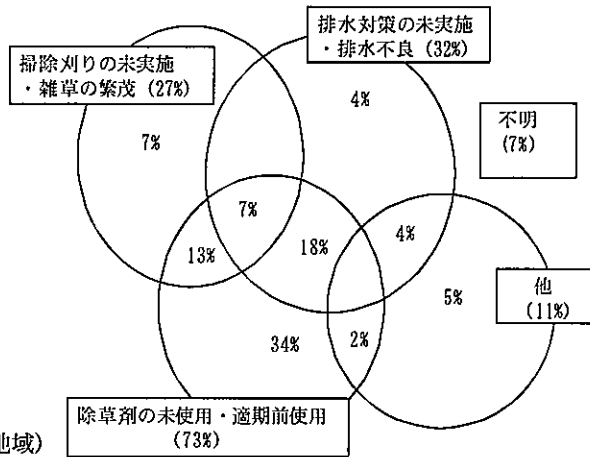 掃除刈りの未実施
・雑草の繁茂 (27%)
排水対策の未実施
・排水不良 (32%)
不明
(7%)
7%
4%
7%
13%
18%
4%
5%
34%
2%
他
(11%)
除草剤の未使用・適期前使用
(73%)
地域)